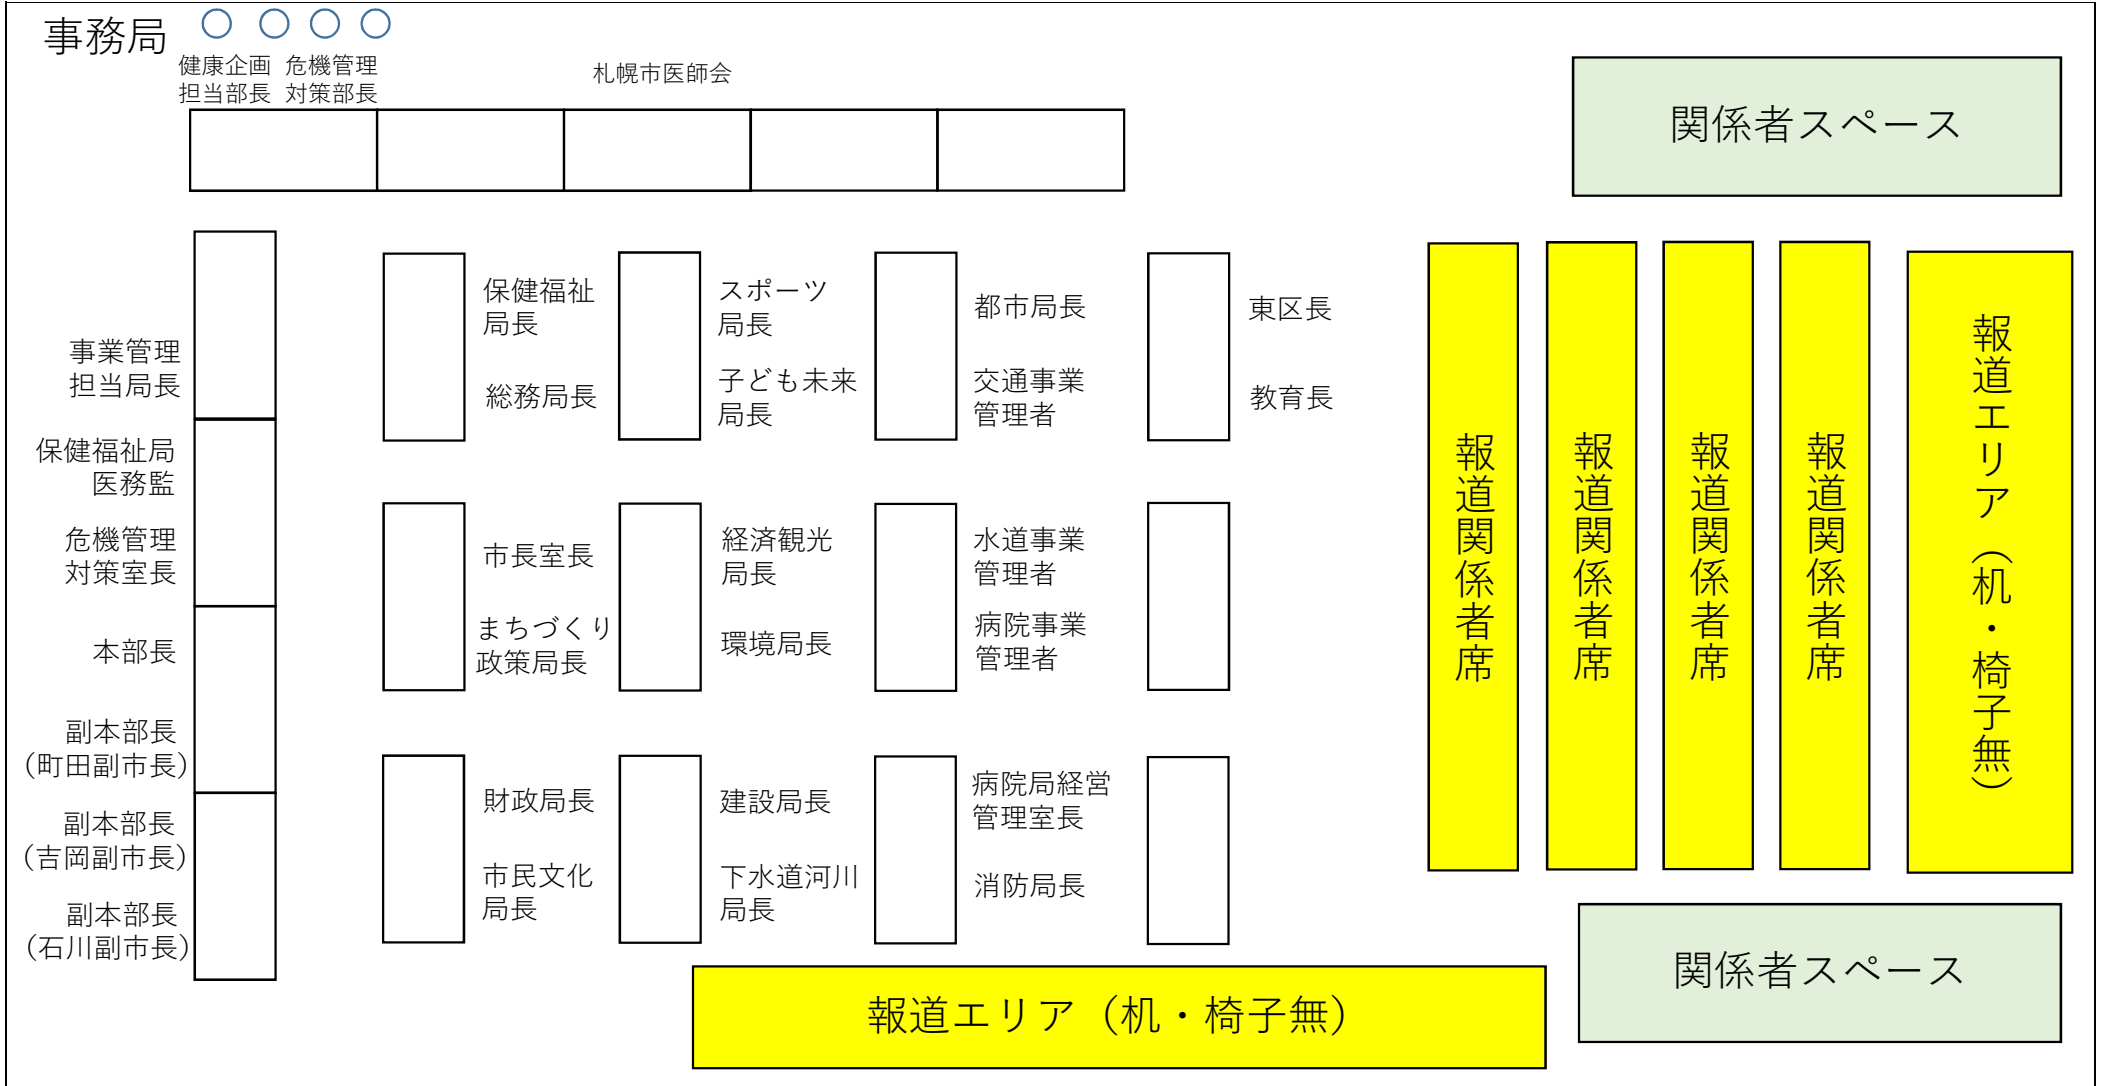 事務局
健康企画
担当部長
危機管理
対策部長
札幌市医師会
関係者スペース
事業管理
担当局長
保健福祉局
医務監
危機管理
対策室長
本部長
副本部長
（町田副市長）
副本部長
（吉岡副市長）
副本部長
（石川副市長）
保健福祉
局長
総務局長
市長室長
まちづくり
政策局長
財政局長
市民文化
局長
スポーツ
局長
子ども未来
局長
経済観光
局長
環境局長
建設局長
下水道河川
局長
都市局長
交通事業
管理者
水道事業
管理者
病院事業
管理者
病院局経営
管理室長
消防局長
東区長
教育長
報道関係者席
報道関係者席
報道関係者席
報道関係者席
報道エリア（机・椅子無）
関係者スペース
報道エリア（机・椅子無）